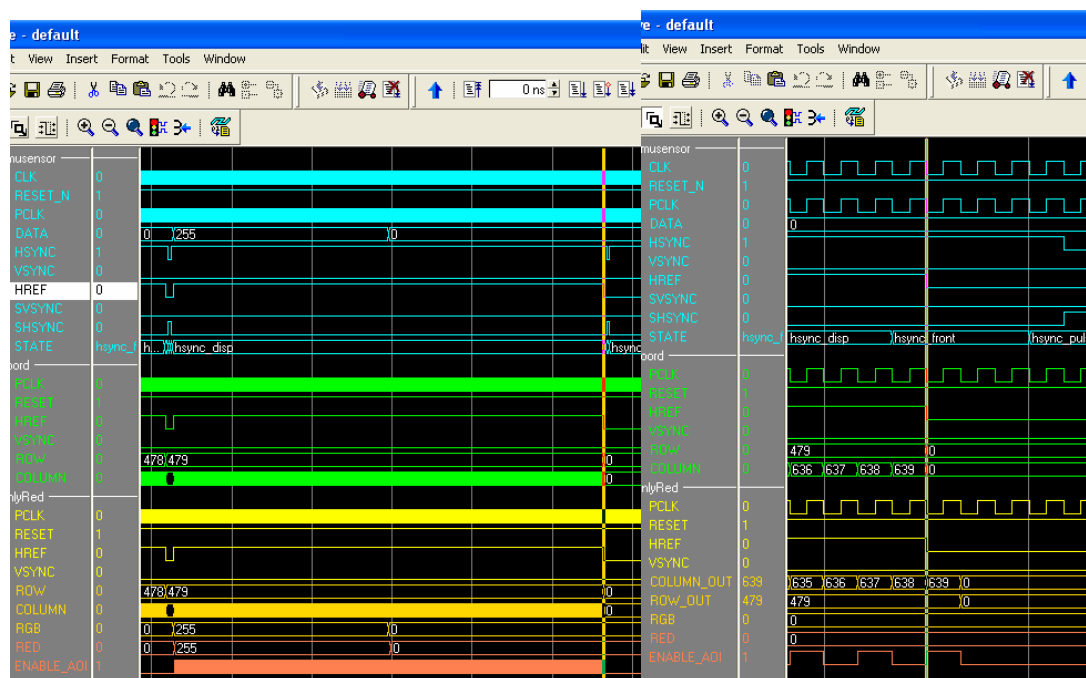 e - default
t View Insert Format Tools Window
0 ns
musensor
CLK 0
RESET_N 1
PCLK 0
DATA 0 0 255 0
HSYNC 1
VSYNC 0
HREF 0
SVSYNC 0
SHSYNC 0
STATE hsync_f h... hsync_disp hsync
oord
PCLK 0
RESET 1
HREF 0
VSYNC 0
ROW 0 478 479 0
COLUMN 0 0
nlyRed
PCLK 0
RESET 1
HREF 0
VSYNC 0
ROW 0 478 479 0
COLUMN 0 0
RGB 0 0 255 0
RED 0 0 255 0
ENABLE_AOI 1
ve - default
dit View Insert Format Tools Window
musensor
CLK 0
RESET_N 1
PCLK 0
DATA 0 0
HSYNC 1
VSYNC 0
HREF 0
SVSYNC 0
SHSYNC 0
STATE hsync_f hsync_disp hsync_front hsync_pul
oord
PCLK 0
RESET 1
HREF 0
VSYNC 0
ROW 0 479 0
COLUMN 0 636 637 638 639 0
nlyRed
PCLK 0
RESET 1
HREF 0
VSYNC 0
COLUMN_OUT 639 635 636 637 638 639 0
ROW_OUT 479 479 0
RGB 0 0
RED 0 0
ENABLE_AOI 1